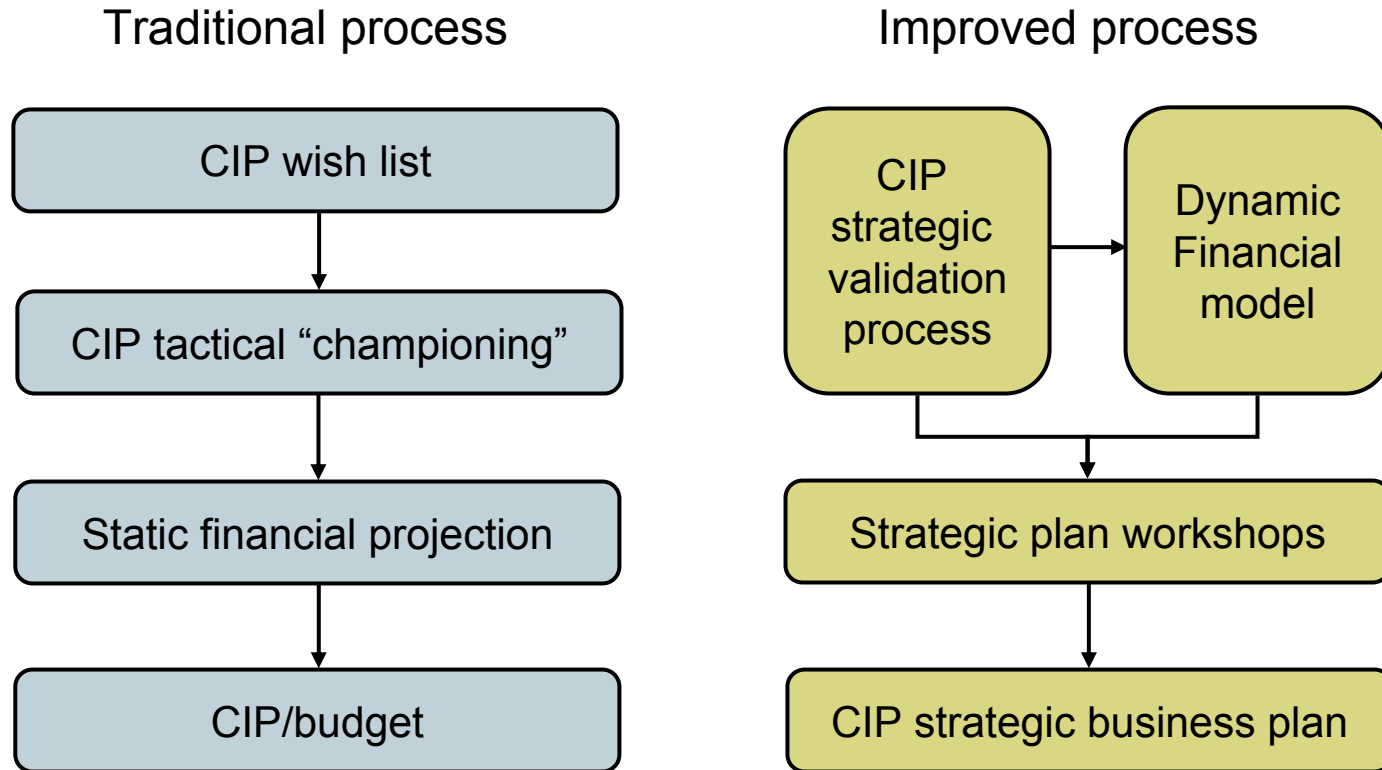 Traditional process
Improved process
CIP wish list
CIP tactical “championing”
Static financial projection
CIP/budget
CIP
strategic
validation
process
Dynamic
Financial
model
Strategic plan workshops
CIP strategic business plan